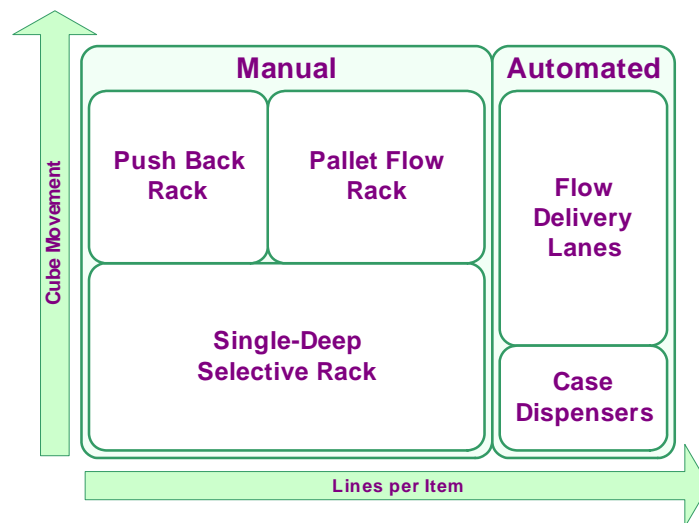 Manual
Automated
Push Back
Rack
Pallet Flow
Rack
Flow
Delivery
Lanes
Single-Deep
Selective Rack
Case
Dispensers
Cube Movement
Lines per Item